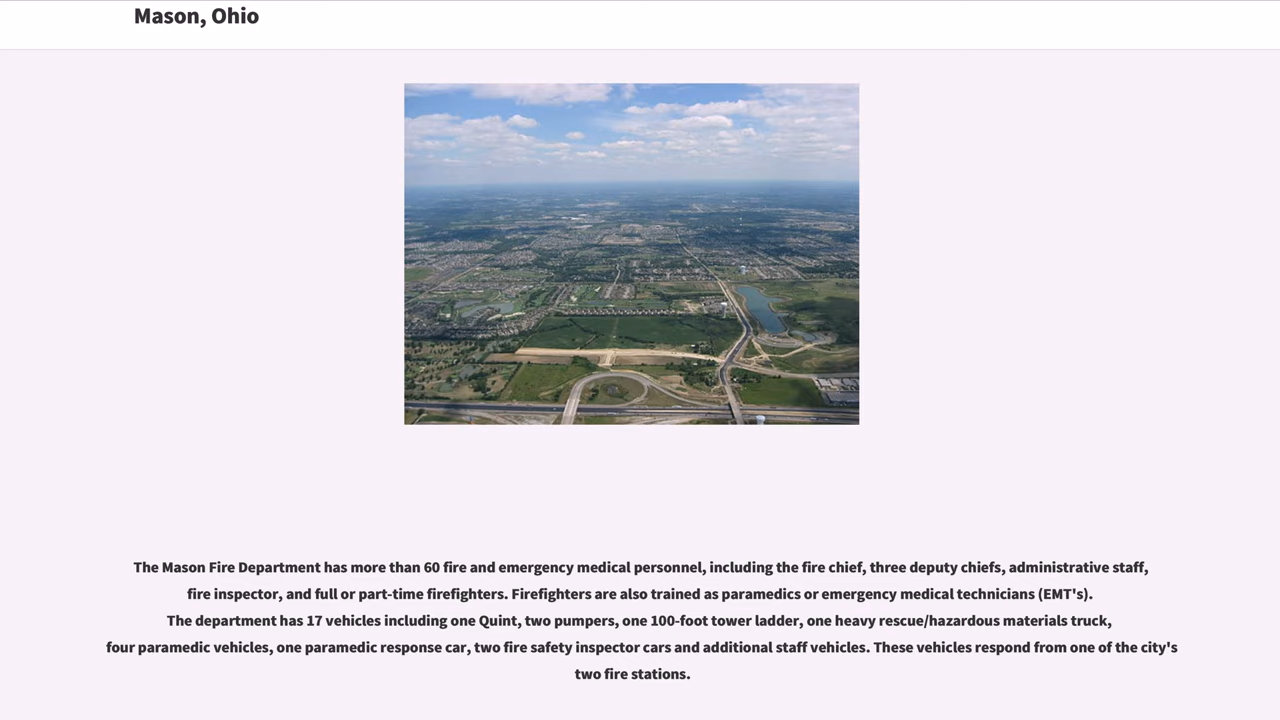 Mason, Ohio
The Mason Fire Department has more than 60 fire and emergency medical personnel, including the fire chief, three deputy chiefs, administrative staff,
fire inspector, and full or part-time firefighters. Firefighters are also trained as paramedics or emergency medical technicians (EMT's).
The department has 17 vehicles including one Quint, two pumpers, one 100-foot tower ladder, one heavy rescue/hazardous materials truck,
four paramedic vehicles, one paramedic response car, two fire safety inspector cars and additional staff vehicles. These vehicles respond from one of the city's
two fire stations.